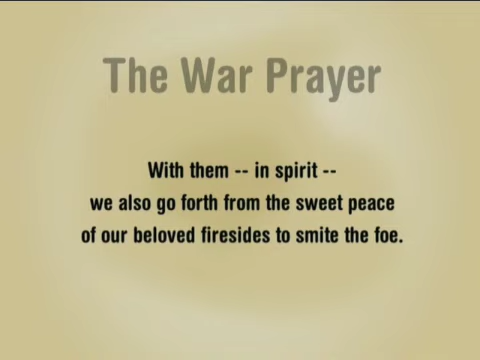 The War Prayer
With them -- in spirit --
we also go forth from the sweet peace
of our beloved firesides to smite the foe.